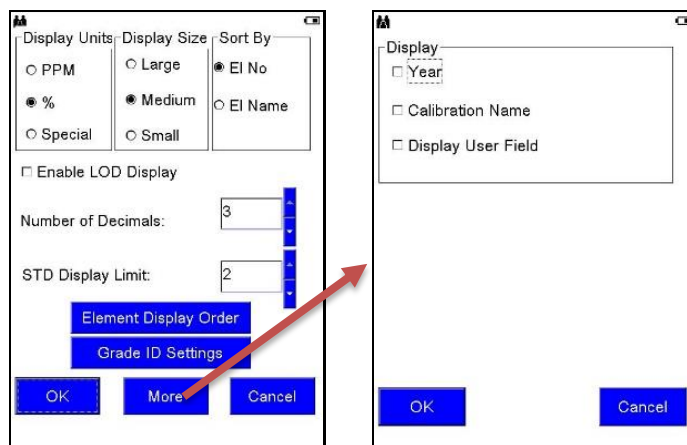 Display Units Display Size Sort By
PPM Large El No
% Medium El Name
Special Small
Enable LOD Display
Number of Decimals: 3
STD Display Limit: 2
Element Display Order
Grade ID Settings
OK More Cancel
Display
Year
Calibration Name
Display User Field
OK Cancel